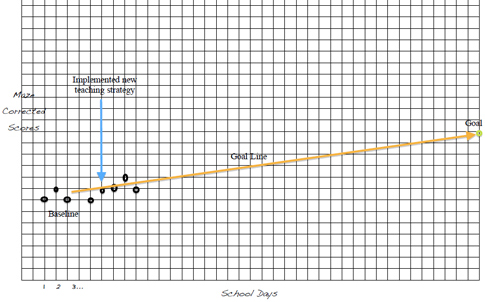 Implemented new
teaching strategy
Maze
Corrected
Scores
Goal
Goal Line
Baseline
1 2 3...
School Days